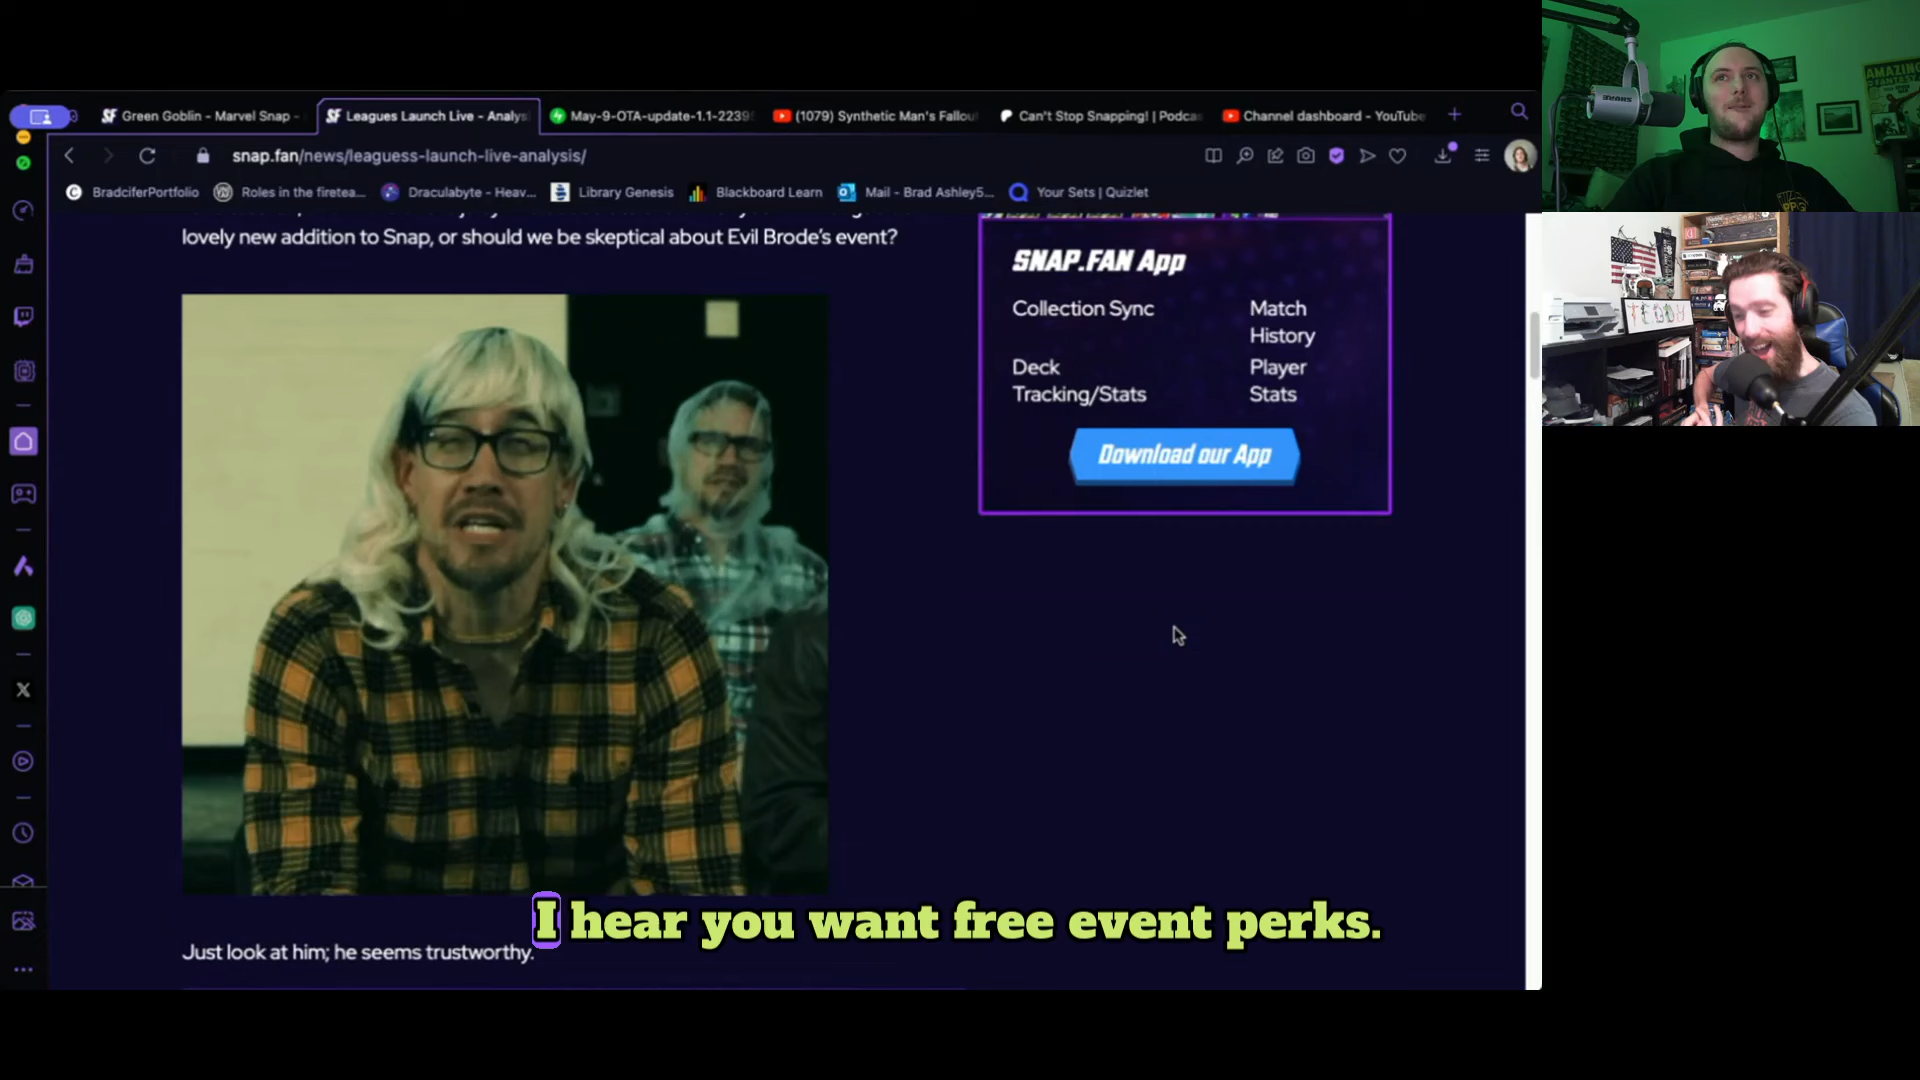 Green Goblin - Marvel Snap -
Leagues Launch Live - Analys
May-9-OTA-update-1.1-2239
(1079) Synthetic Man's Fallou
Can't Stop Snapping! | Podca
Channel dashboard - YouTube
snap.fan/news/leaguess-launch-live-analysis/
BradciferPortfolio
Roles in the firetea...
Draculabyte - Heav...
Library Genesis
Blackboard Learn
Mail - Brad Ashley5...
Your Sets | Quizlet
lovely new addition to Snap, or should we be skeptical about Evil Brode's event?
SNAP.FAN App
Collection Sync
Match
History
Deck
Tracking/Stats
Player
Stats
Download our App
I hear you want free event perks.
Just look at him; he seems trustworthy.
AMAZING
FANTASY
TEDDY